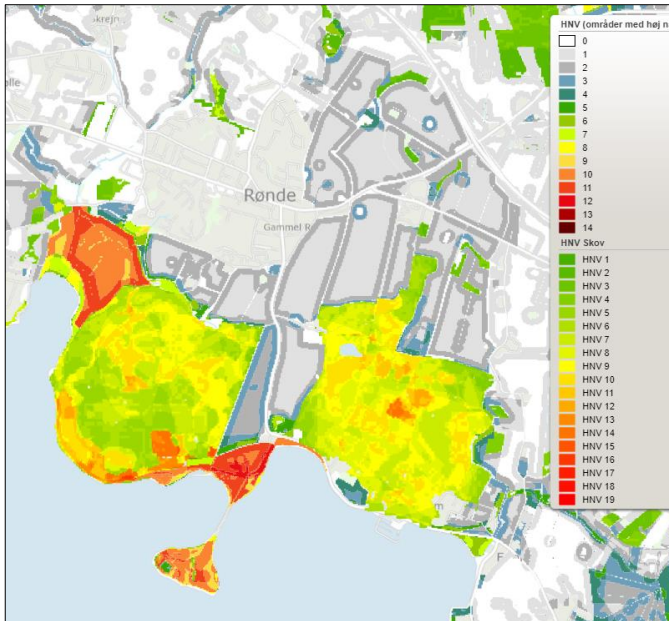 skrejn
HNV (områder med høj n
0
1
2
3
4
5
6
7
8
9
10
11
12
13
14
HNV Skov
HNV 1
HNV 2
HNV 3
HNV 4
HNV 5
HNV 6
HNV 7
HNV 8
HNV 9
HNV 10
HNV 11
HNV 12
HNV 13
HNV 14
HNV 15
HNV 16
HNV 17
HNV 18
HNV 19
Rønde
Gammel R
F